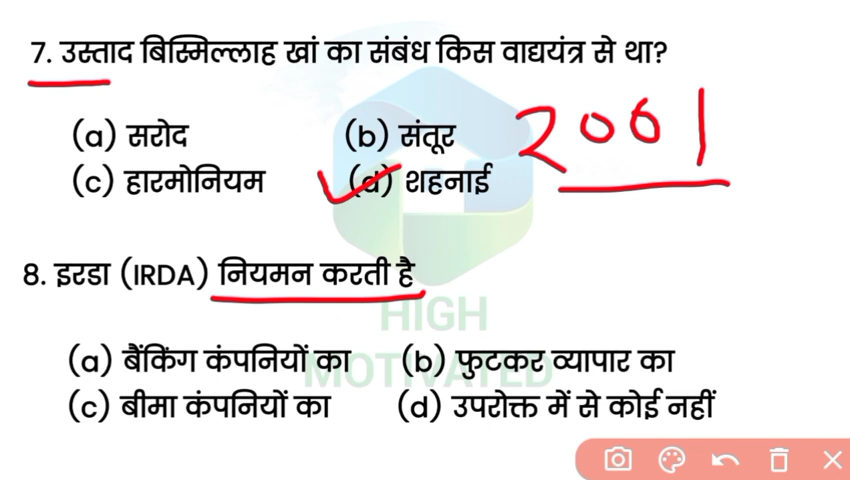 7. उस्ताद बिस्मिल्लाह खां का संबंध किस वाद्ययंत्र से था?
(a) सरोद (b) संतूर 2001
(c) हारमोनियम (d) शहनाई
8. इरडा (IRDA) नियमन करती है
HIGH
(a) बैंकिंग कंपनियों का (b) फुटकर व्यापार का
MOTIVATED
(c) बीमा कंपनियों का (d) उपरोक्त में से कोई नहीं